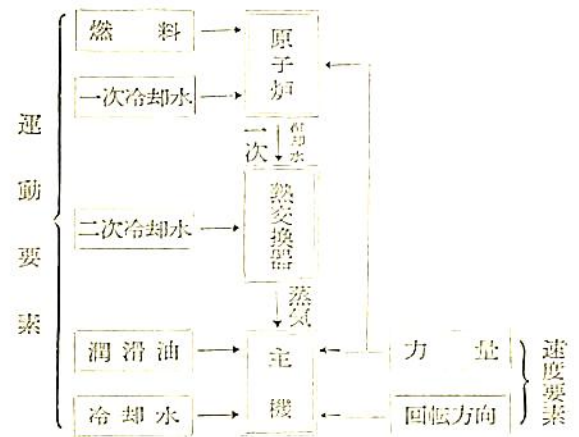 運動要素
燃料
原子炉
一次冷却水
一次冷却水
二次冷却水
熱交換器
蒸気
潤滑油
主機
力量
冷却水
回転方向
速度要素